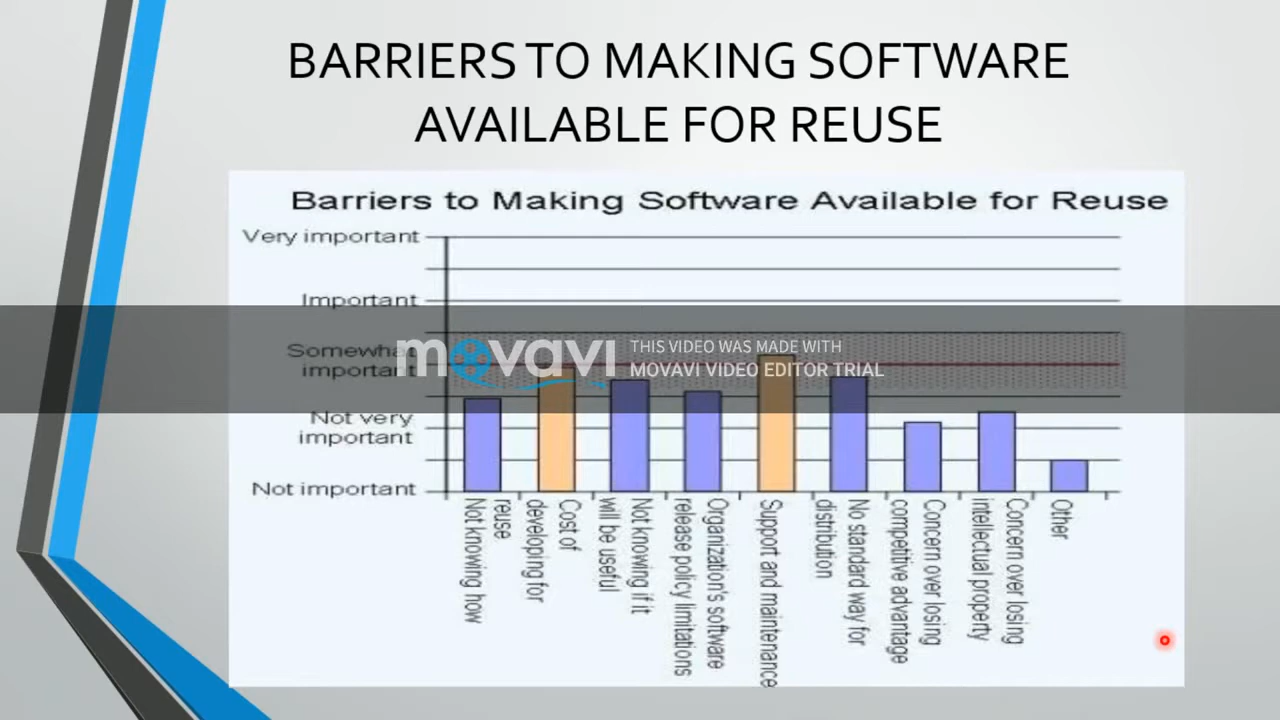 BARRIERS TO MAKING SOFTWARE
AVAILABLE FOR REUSE
Barriers to Making Software Available for Reuse
Very important
Important
Somewhat
important
Not very
important
Not important
movavi
THIS VIDEO WAS MADE WITH
MOVAVI VIDEO EDITOR TRIAL
Not knowing how
reuse
Cost of
developing for
Not knowing if it
will be useful
Organization's software
release policy limitations
Support and maintenance
No standard way for
distribution
Concern over losing
competitive advantage
Concern over losing
intellectual property
Other